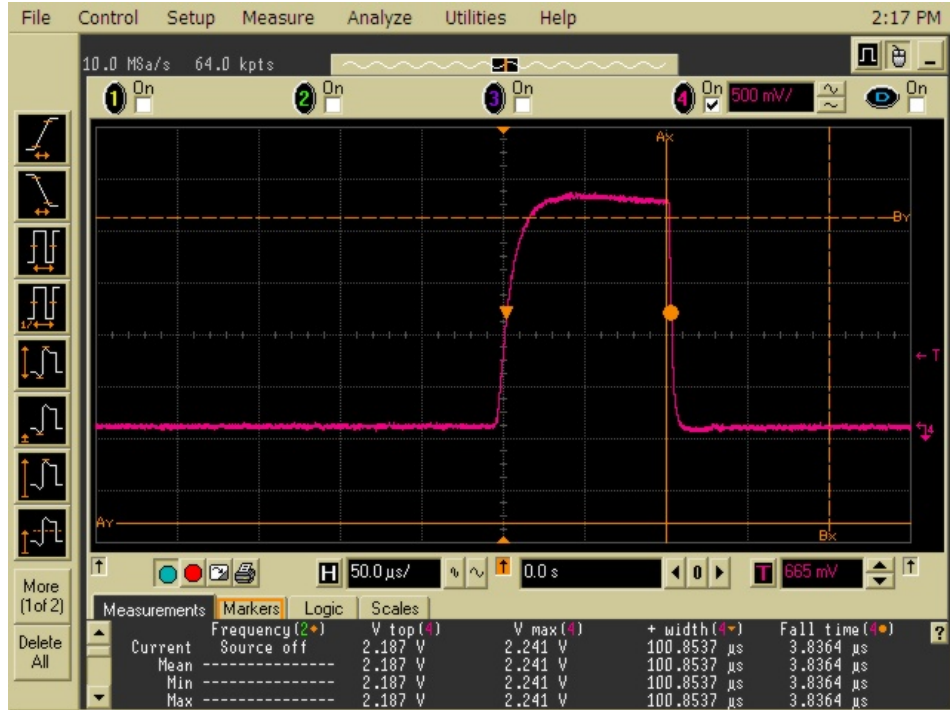 File Control Setup Measure Analyze Utilities Help 2:17 PM
10.0 MSa/s 64.0 kpts
1 On 2 On 3 On 4 On 500 mV/ D On
Ax
By
T
4
Ay
Bx
1/
H 50.0 µs/ 0.0 s 0 T 665 mV
More
(1of 2)
Delete
All
Measurements Markers Logic Scales
Frequency(2) V top(4) V max(4) + width(4) Fall time(4) ?
Current Source off 2.187 V 2.241 V 100.8537 µs 3.8364 µs
Mean --------------- 2.187 V 2.241 V 100.8537 µs 3.8364 µs
Min --------------- 2.187 V 2.241 V 100.8537 µs 3.8364 µs
Max --------------- 2.187 V 2.241 V 100.8537 µs 3.8364 µs